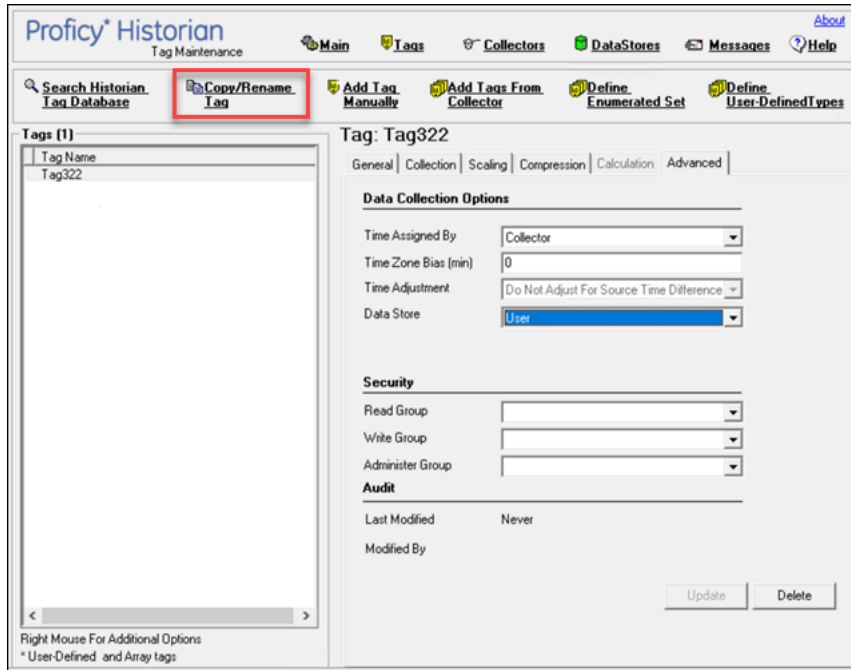 About
Proficy* Historian
Tag Maintenance
Main Tags Collectors DataStores Messages Help
Search Historian Tag Database
Copy/Rename Tag
Add Tag Manually
Add Tags From Collector
Define Enumerated Set
Define User-DefinedTypes
Tags (1)
Tag Name
Tag322
Right Mouse For Additional Options
* User-Defined and Array tags
Tag: Tag322
General Collection Scaling Compression Calculation Advanced
Data Collection Options
Time Assigned By Collector
Time Zone Bias (min) 0
Time Adjustment Do Not Adjust For Source Time Difference
Data Store User
Security
Read Group
Write Group
Administer Group
Audit
Last Modified Never
Modified By
Update Delete